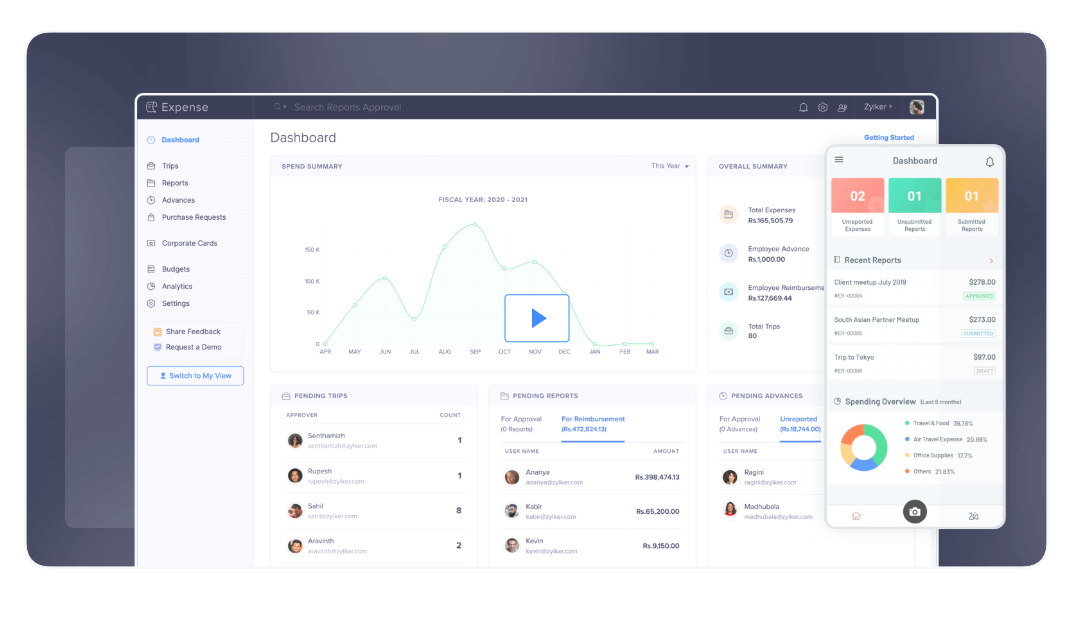 Expense
Search Reports Approval
Zylker
Dashboard
Trips
Reports
Advances
Purchase Requests
Corporate Cards
Budgets
Analytics
Settings
Share Feedback
Request a Demo
Switch to My View
Dashboard
Getting Started
SPEND SUMMARY
This Year
FISCAL YEAR: 2020 - 2021
150 K
100 K
50 K
0
APR MAY JUN JUL AUG SEP OCT NOV DEC JAN FEB MAR
OVERALL SUMMARY
Total Expenses
Rs.165,505.79
Employee Advance
Rs.1,000.00
Employee Reimburseme
Rs.127,669.44
Total Trips
80
PENDING TRIPS
APPROVER COUNT
Senthamizh
senthamizh@zylker.com
1
Rupesh
rupesh@zylker.com
1
Sahil
sahil@zylker.com
8
Aravinth
aravinth@zylker.com
2
PENDING REPORTS
For Approval
(0 Reports)
For Reimbursement
(Rs.472,824.13)
USER NAME AMOUNT
Ananya
ananya@zylker.com
Rs.398,474.13
Kabir
kabir@zylker.com
Rs.65,200.00
Kevin
kevin@zylker.com
Rs.9,150.00
PENDING ADVANCES
For Approval
(0 Advances)
Unreported
(Rs.18,744.00)
USER NAME
Ragini
ragini@zylker.com
Madhubala
madhubala@zylker.com
Dashboard
02
Unreported
Expenses
01
Unsubmitted
Reports
01
Submitted
Reports
Recent Reports
Client meetup July 2019 $278.00
#ER-00084 APPROVED
South Asian Partner Meetup $273.00
#ER-00085 SUBMITTED
Trip to Tokyo $97.00
#ER-00086 DRAFT
Spending Overview (Last 6 months)
Travel & Food 39.78%
Air Travel Expense 20.69%
Office Supplies 17.7%
Others 21.83%
Zia